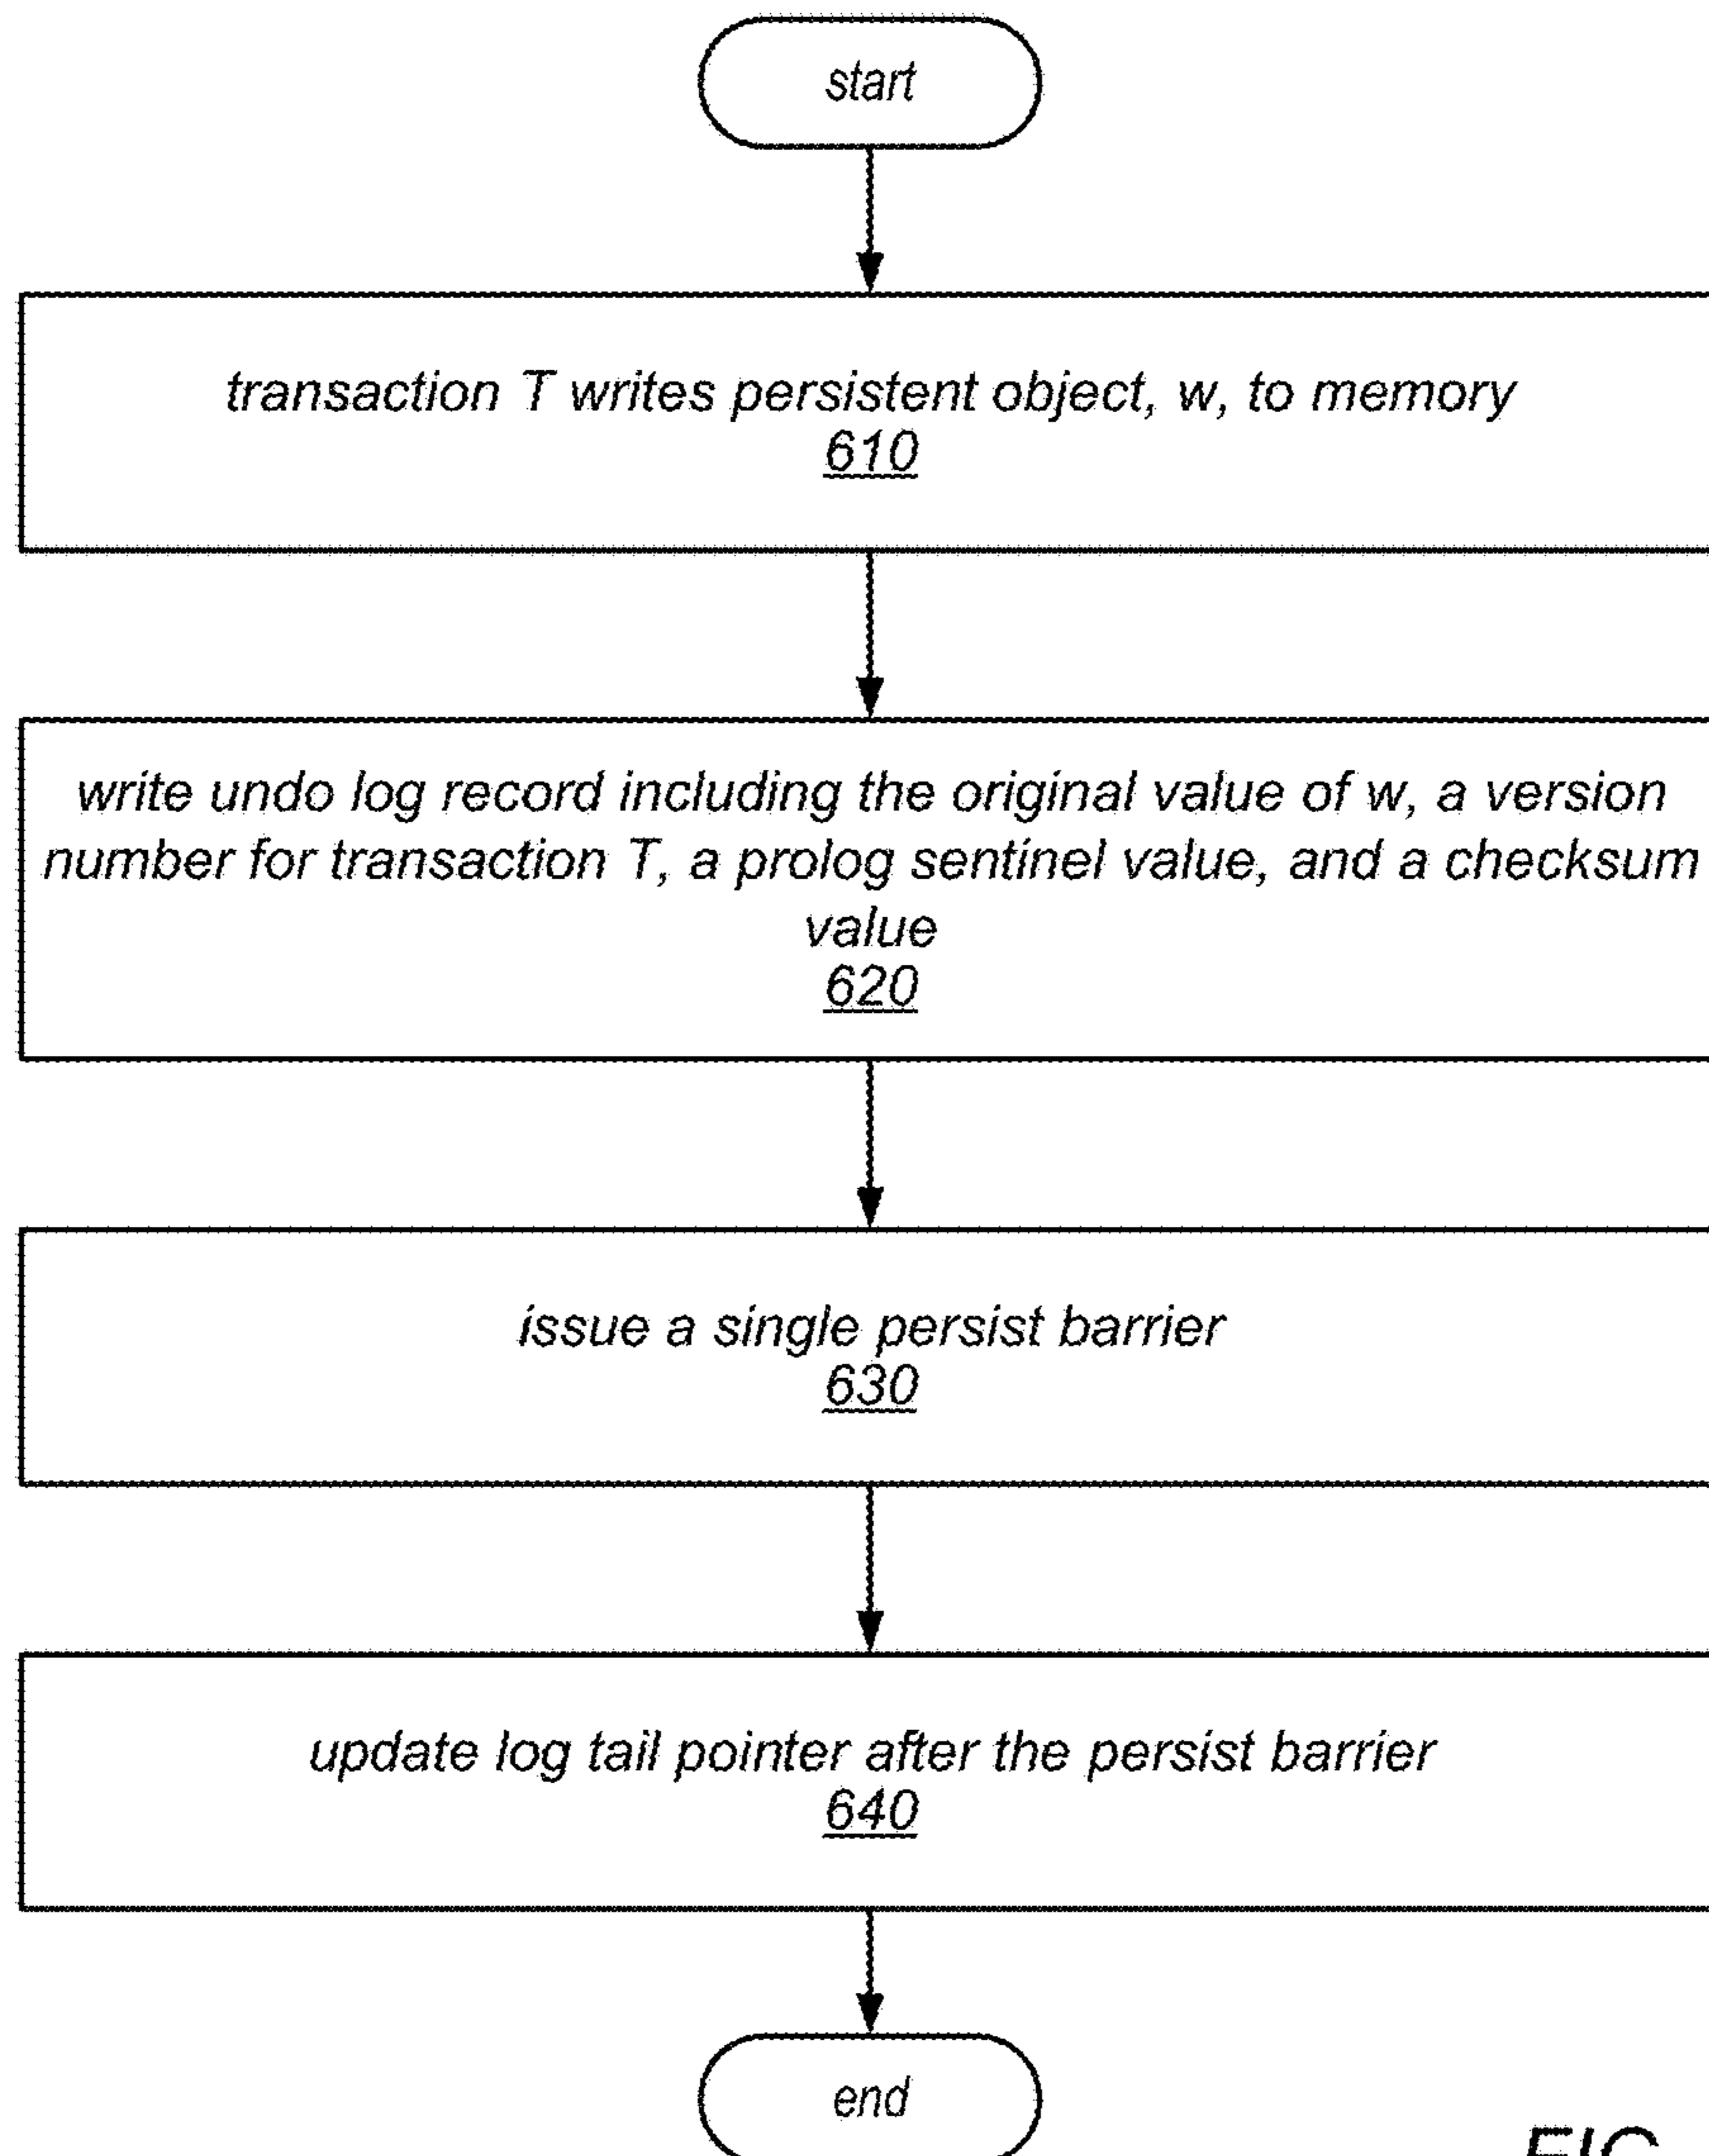 start
transaction T writes persistent object, w, to memory
610
write undo log record including the original value of w, a version
number for transaction T, a prolog sentinel value, and a checksum
value
620
issue a single persist barrier
630
update log tail pointer after the persist barrier
640
end
FIG